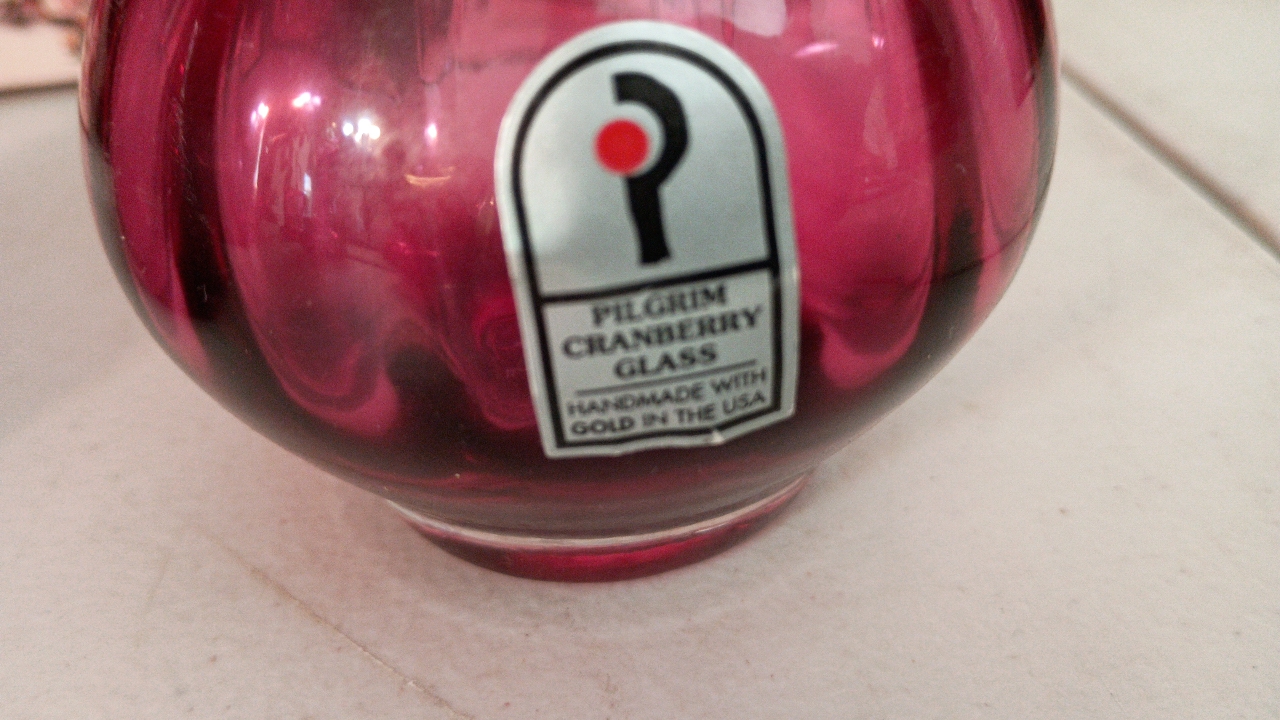 PILGRIM
CRANBERRY
GLASS
HANDMADE WITH
GOLD IN THE USA